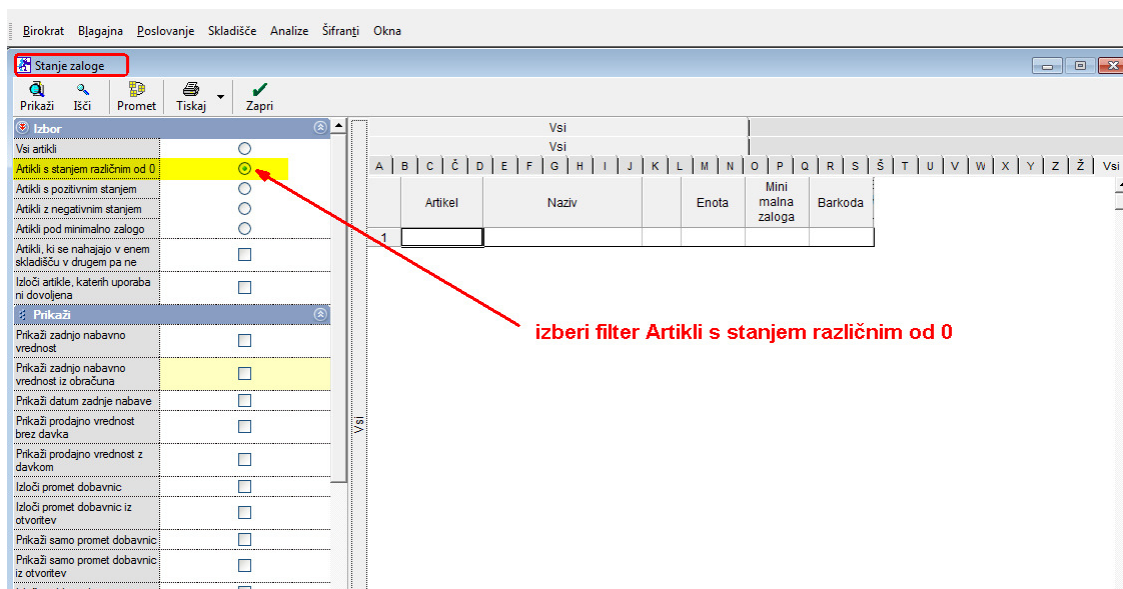 Birokrat Blagajna Poslovanje Skladišče Analize Šifranti Okna
Stanje zaloge
Prikaži Išči Promet Tiskaj Zapri
Izbor
Vsi artikli
Artikli s stanjem različnim od 0
Artikli s pozitivnim stanjem
Artikli z negativnim stanjem
Artikli pod minimalno zalogo
Artikli, ki se nahajajo v enem
skladišču v drugem pa ne
Izloči artikle, katerih uporaba
ni dovoljena
Prikaži
Prikaži zadnjo nabavno
vrednost
Prikaži zadnjo nabavno
vrednost iz obračuna
Prikaži datum zadnje nabave
Prikaži prodajno vrednost
brez davka
Prikaži prodajno vrednost z
davkom
Izloči promet dobavnic
Izloči promet dobavnic iz
otvoritev
Prikaži samo promet dobavnic
Prikaži samo promet dobavnic
iz otvoritev
Vsi
Vsi
Vsi
A B C Č D E F G H I J K L M N O P Q R S Š T U V W X Y Z Ž Vsi
Artikel Naziv Enota Mini
malna
zaloga Barkoda
1
izberi filter Artikli s stanjem različnim od 0